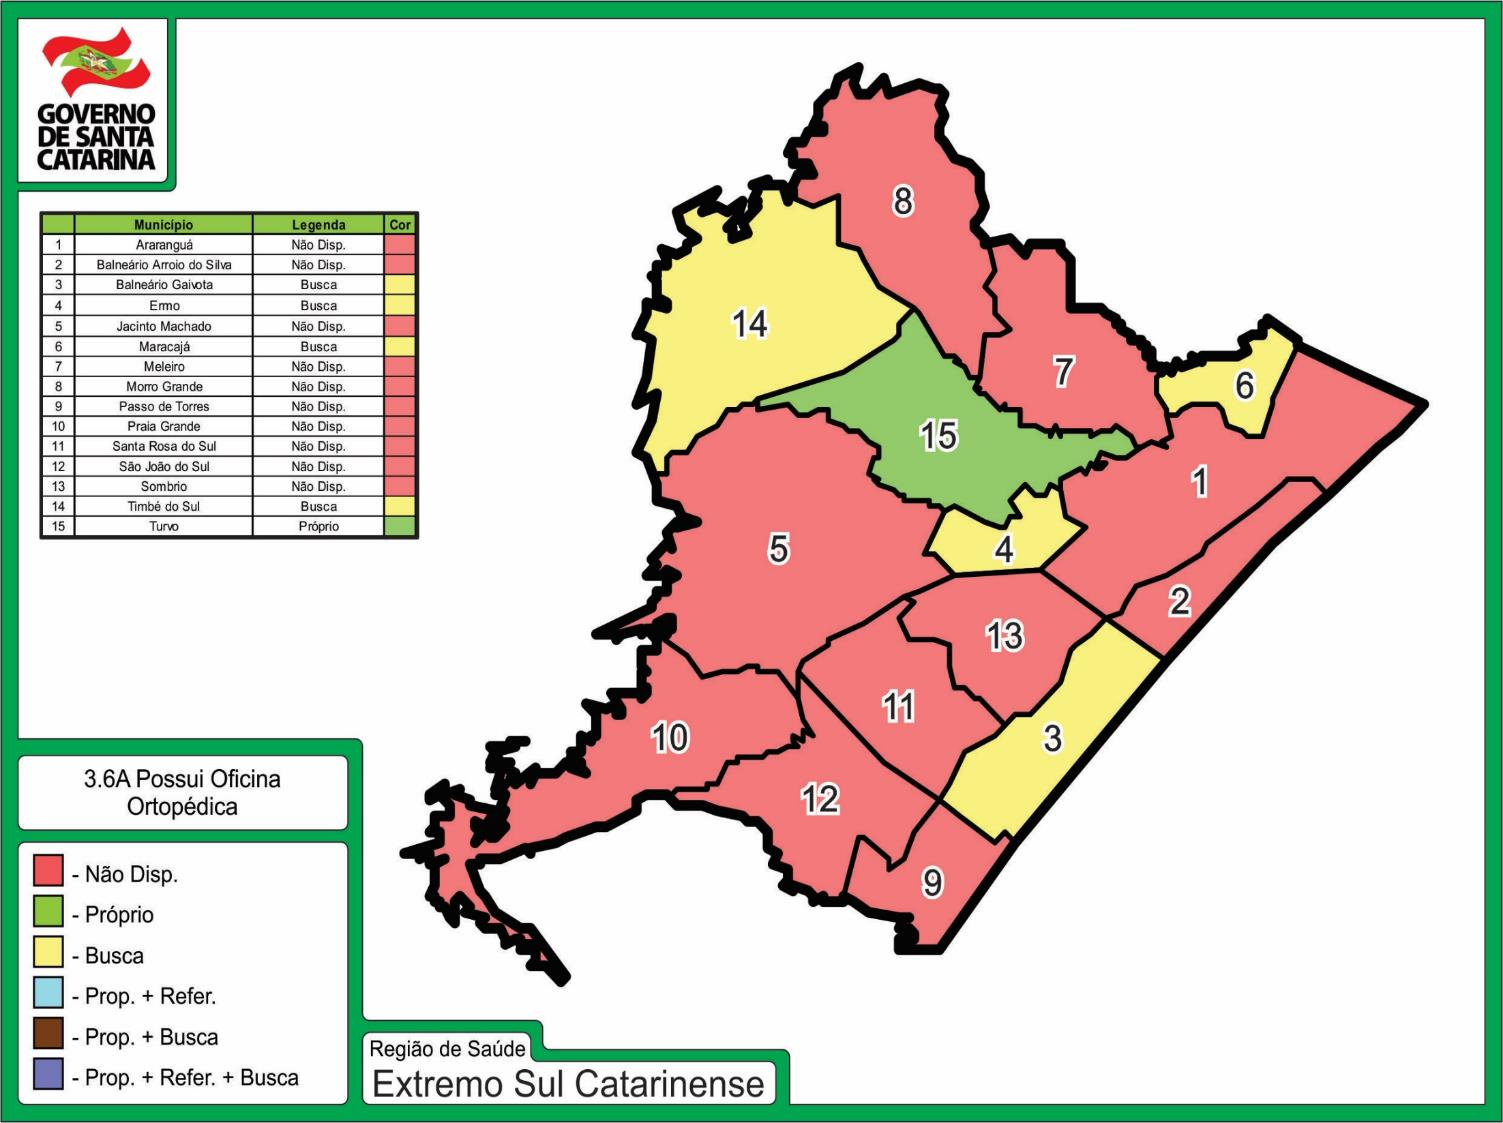 GOVERNO
DE SANTA
CATARINA
Município Legenda Cor
1 Araranguá Não Disp.
2 Balneário Arroio do Silva Não Disp.
3 Balneário Gaivota Busca
4 Ermo Busca
5 Jacinto Machado Não Disp.
6 Maracajá Busca
7 Meleiro Não Disp.
8 Morro Grande Não Disp.
9 Passo de Torres Não Disp.
10 Praia Grande Não Disp.
11 Santa Rosa do Sul Não Disp.
12 São João do Sul Não Disp.
13 Sombrio Não Disp.
14 Timbé do Sul Busca
15 Turvo Próprio
8
14
7
6
15
1
5
4
2
13
11
10
3
12
9
3.6A Possui Oficina
Ortopédica
- Não Disp.
- Próprio
- Busca
- Prop. + Refer.
- Prop. + Busca
- Prop. + Refer. + Busca
Região de Saúde
Extremo Sul Catarinense